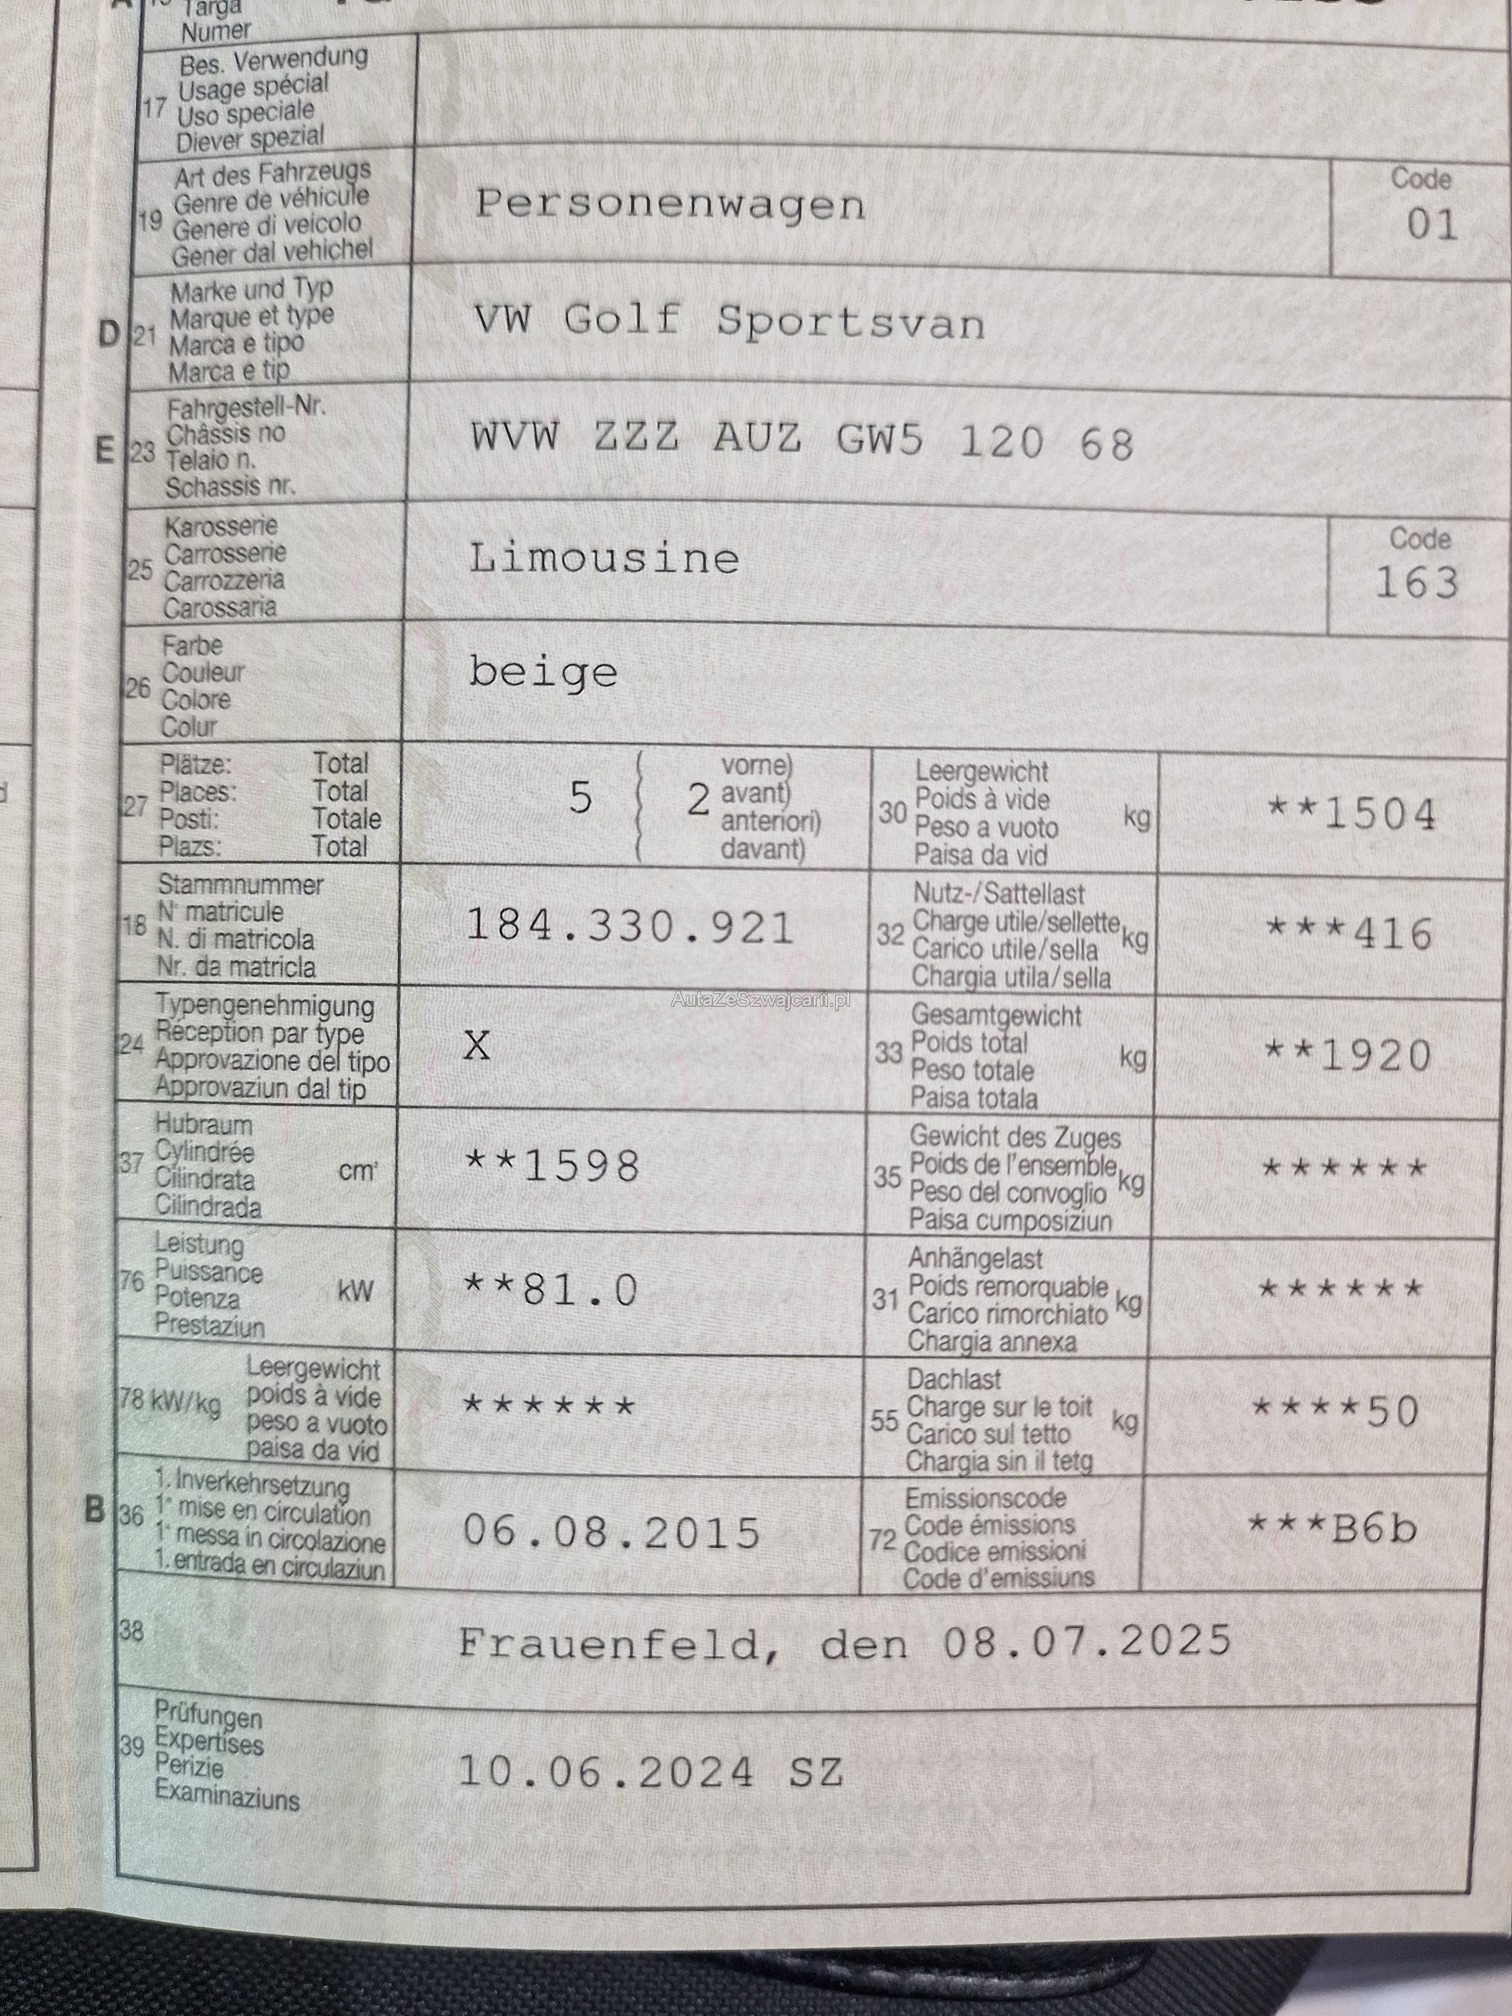 A
Targa
Numer
17
Bes. Verwendung
Usage spécial
Uso speciale
Diever spezial
19
Art des Fahrzeugs
Genre de véhicule
Genere di veicolo
Gener dal vehichel
Personenwagen
Code
01
D 21
Marke und Typ
Marque et type
Marca e tipo
Marca e tip
VW Golf Sportsvan
E 23
Fahrgestell-Nr.
Châssis no
Telaio n.
Schassis nr.
WVW ZZZ AUZ GW5 120 68
25
Karosserie
Carrosserie
Carrozzeria
Carossaria
Limousine
Code
163
26
Farbe
Couleur
Colore
Colur
beige
27
Plätze: Total
Places: Total
Posti: Totale
Plazs: Total
5
2
vorne)
avant)
anteriori)
davant)
30
Leergewicht
Poids à vide
Peso a vuoto
Paisa da vid
kg
**1504
18
Stammnummer
N° matricule
N. di matricola
Nr. da matricla
184.330.921
32
Nutz-/Sattellast
Charge utile/sellette
Carico utile/sella
Chargia utila/sella
kg
***416
AutaZeSzwajcarii.pl
24
Typengenehmigung
Réception par type
Approvazione del tipo
Approvaziun dal tip
X
33
Gesamtgewicht
Poids total
Peso totale
Paisa totala
kg
**1920
37
Hubraum
Cylindrée
Cilindrata
Cilindrada
cm³
**1598
35
Gewicht des Zuges
Poids de l'ensemble
Peso del convoglio
Paisa cumposiziun
kg
******
76
Leistung
Puissance
Potenza
Prestaziun
kW
**81.0
31
Anhängelast
Poids remorquable
Carico rimorchiato
Chargia annexa
kg
******
78 kW/kg
Leergewicht
poids à vide
peso a vuoto
paisa da vid
******
55
Dachlast
Charge sur le toit
Carico sul tetto
Chargia sin il tetg
kg
****50
B 36
1. Inverkehrsetzung
1re mise en circulation
1a messa in circolazione
1. entrada en circulaziun
06.08.2015
72
Emissionscode
Code émissions
Codice emissioni
Code d'emissiuns
***B6b
38
Frauenfeld, den 08.07.2025
39
Prüfungen
Expertises
Perizie
Examinaziuns
10.06.2024 SZ